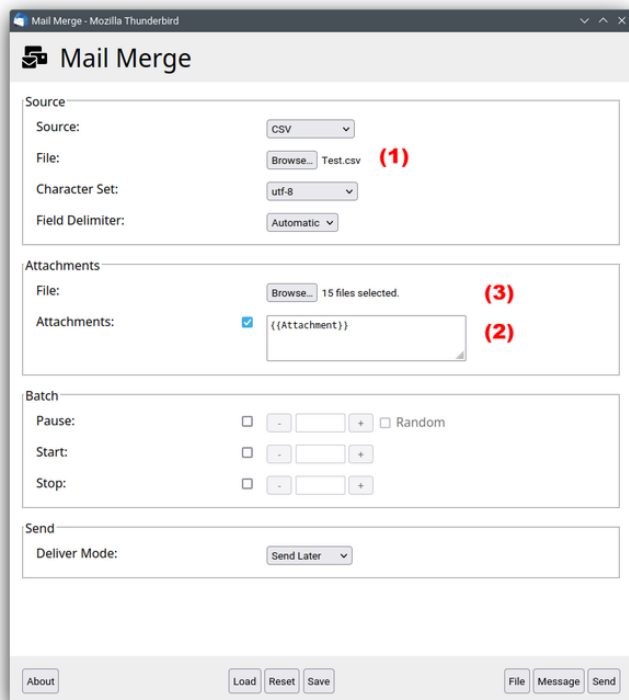 Mail Merge - Mozilla Thunderbird
Mail Merge
Source
Source: CSV
File: Browse... Test.csv (1)
Character Set: utf-8
Field Delimiter: Automatic
Attachments
File: Browse... 15 files selected. (3)
Attachments: {{Attachment}} (2)
Batch
Pause: - + Random
Start: - +
Stop: - +
Send
Deliver Mode: Send Later
About Load Reset Save File Message Send